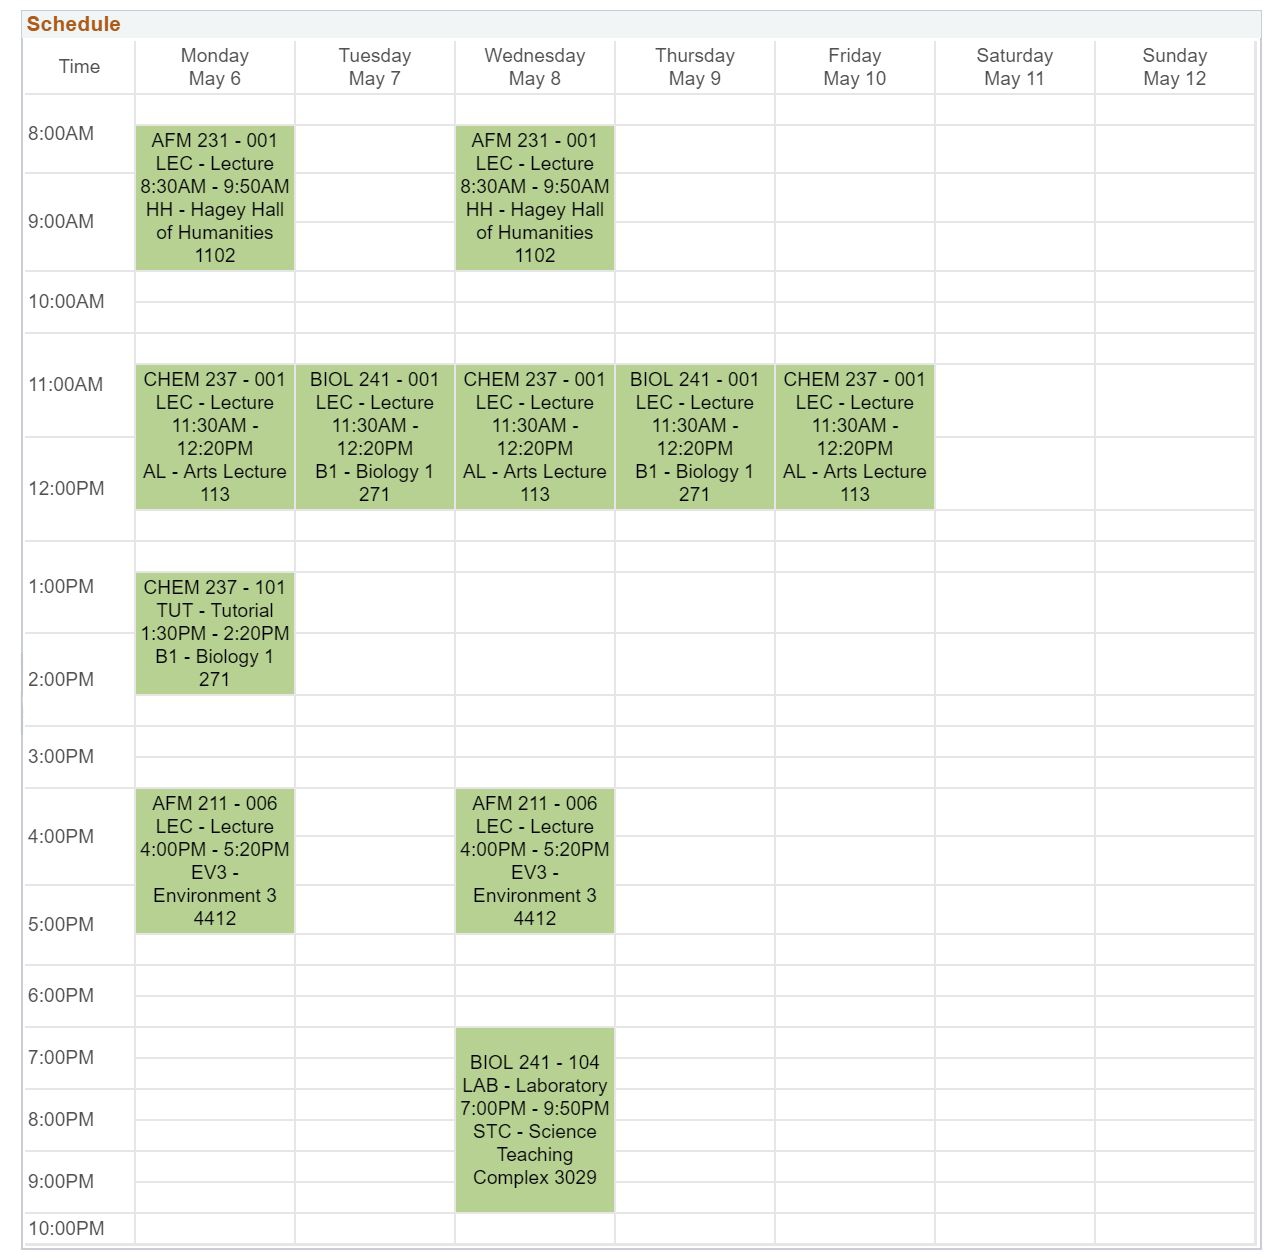 Schedule
Time
Monday
May 6
Tuesday
May 7
Wednesday
May 8
Thursday
May 9
Friday
May 10
Saturday
May 11
Sunday
May 12
8:00AM
AFM 231 - 001
LEC - Lecture
8:30AM - 9:50AM
HH - Hagey Hall
of Humanities
1102
AFM 231 - 001
LEC - Lecture
8:30AM - 9:50AM
HH - Hagey Hall
of Humanities
1102
9:00AM
10:00AM
11:00AM
CHEM 237 - 001
LEC - Lecture
11:30AM -
12:20PM
AL - Arts Lecture
113
BIOL 241 - 001
LEC - Lecture
11:30AM -
12:20PM
B1 - Biology 1
271
CHEM 237 - 001
LEC - Lecture
11:30AM -
12:20PM
AL - Arts Lecture
113
BIOL 241 - 001
LEC - Lecture
11:30AM -
12:20PM
B1 - Biology 1
271
CHEM 237 - 001
LEC - Lecture
11:30AM -
12:20PM
AL - Arts Lecture
113
12:00PM
1:00PM
CHEM 237 - 101
TUT - Tutorial
1:30PM - 2:20PM
B1 - Biology 1
271
2:00PM
3:00PM
4:00PM
AFM 211 - 006
LEC - Lecture
4:00PM - 5:20PM
EV3 -
Environment 3
4412
AFM 211 - 006
LEC - Lecture
4:00PM - 5:20PM
EV3 -
Environment 3
4412
5:00PM
6:00PM
7:00PM
BIOL 241 - 104
LAB - Laboratory
7:00PM - 9:50PM
STC - Science
Teaching
Complex 3029
8:00PM
9:00PM
10:00PM